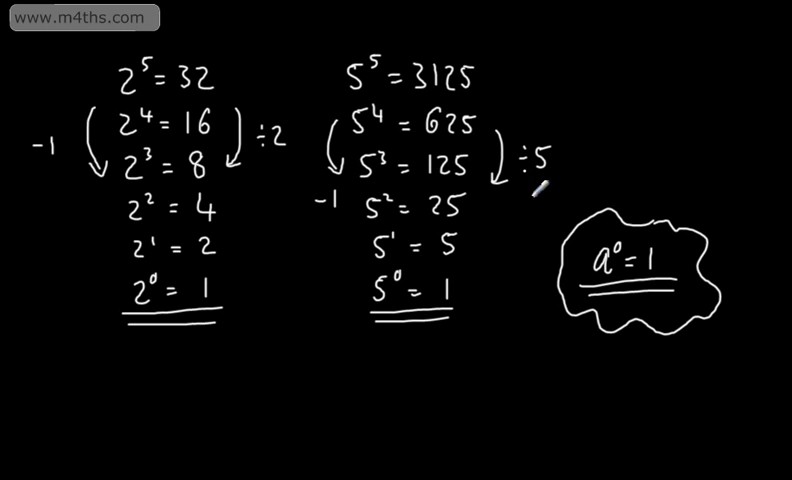 www.m4ths.com
2⁵ = 32
2⁴ = 16
-1
÷2
2³ = 8
2² = 4
2¹ = 2
2⁰ = 1
5⁵ = 3125
5⁴ = 625
5³ = 125
÷5
-1
5² = 25
5¹ = 5
5⁰ = 1
a⁰ = 1